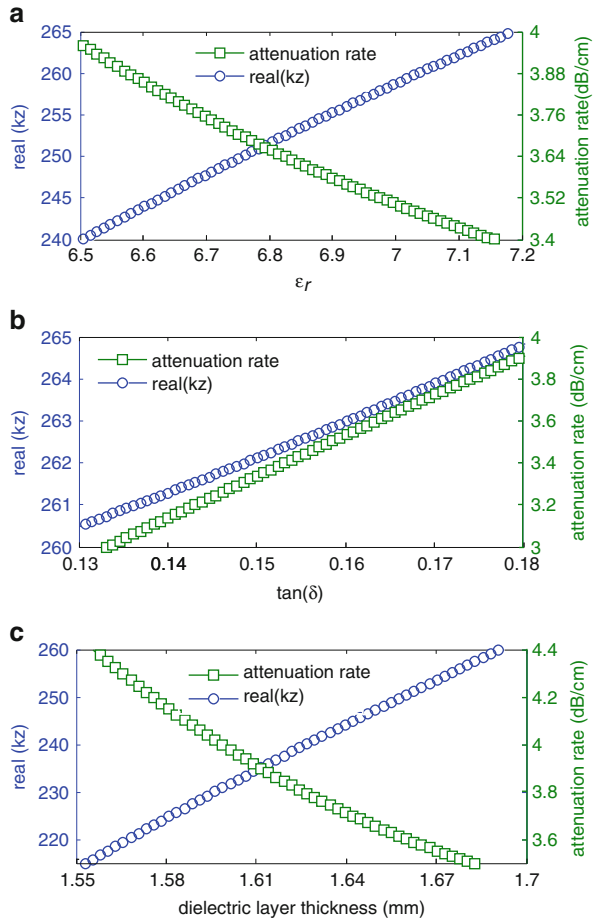 a
265
260
255
250
245
240
real (kz)
attenuation rate
real(kz)
4
3.88
3.76
3.64
3.52
3.4
attenuation rate(dB/cm)
6.5 6.6 6.7 6.8 6.9 7 7.1 7.2
εr
b
265
264
263
262
261
260
real (kz)
attenuation rate
real(kz)
4
3.8
3.6
3.4
3.2
3
attenuation rate (dB/cm)
0.13 0.14 0.15 0.16 0.17 0.18
tan(δ)
c
260
250
240
230
220
real (kz)
attenuation rate
real(kz)
4.4
4.2
4
3.8
3.6
attenuation rate (dB/cm)
1.55 1.58 1.61 1.64 1.67 1.7
dielectric layer thickness (mm)